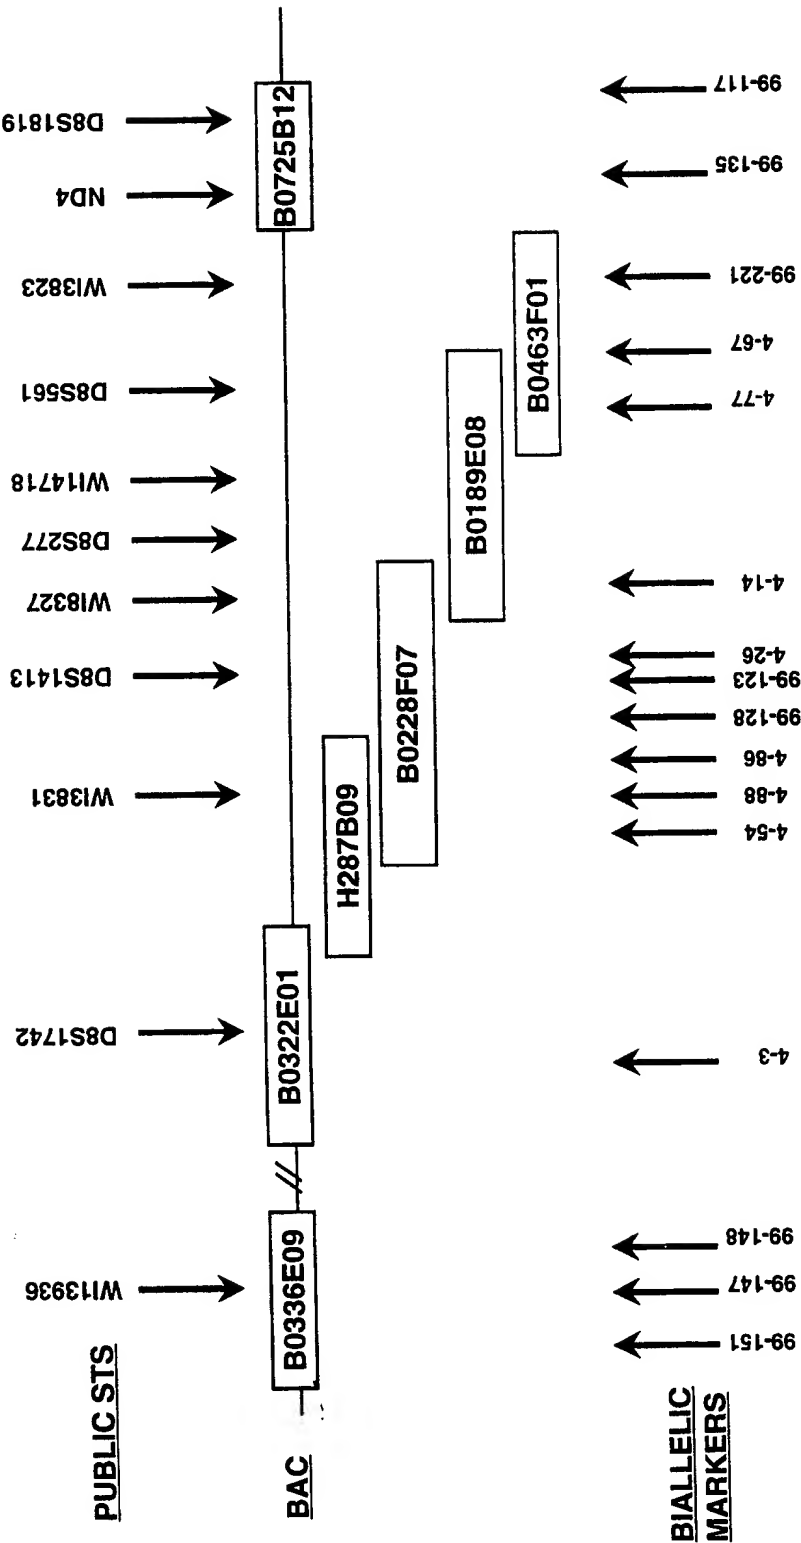 PUBLIC STS
WI13936
D8S1742
WI3831
D8S1413
WI8327
D8S277
WI14718
D8S561
WI3823
ND4
D8S1819
BAC
B0336E09
B0322E01
B0725B12
H287B09
B0228F07
B0189E08
B0463F01
BIALLELIC
MARKERS
99-151
99-147
99-148
4-3
4-54
4-88
4-86
99-128
99-123
4-26
4-14
4-77
4-67
99-221
99-135
99-117